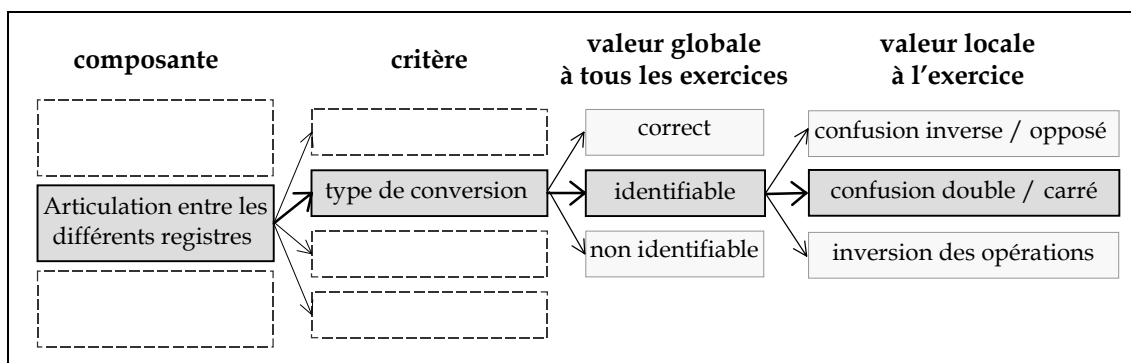 composante
critère
valeur globale
à tous les exercices
valeur locale
à l'exercice
Articulation entre les
différents registres
type de conversion
correct
identifiable
non identifiable
confusion inverse / opposé
confusion double / carré
inversion des opérations